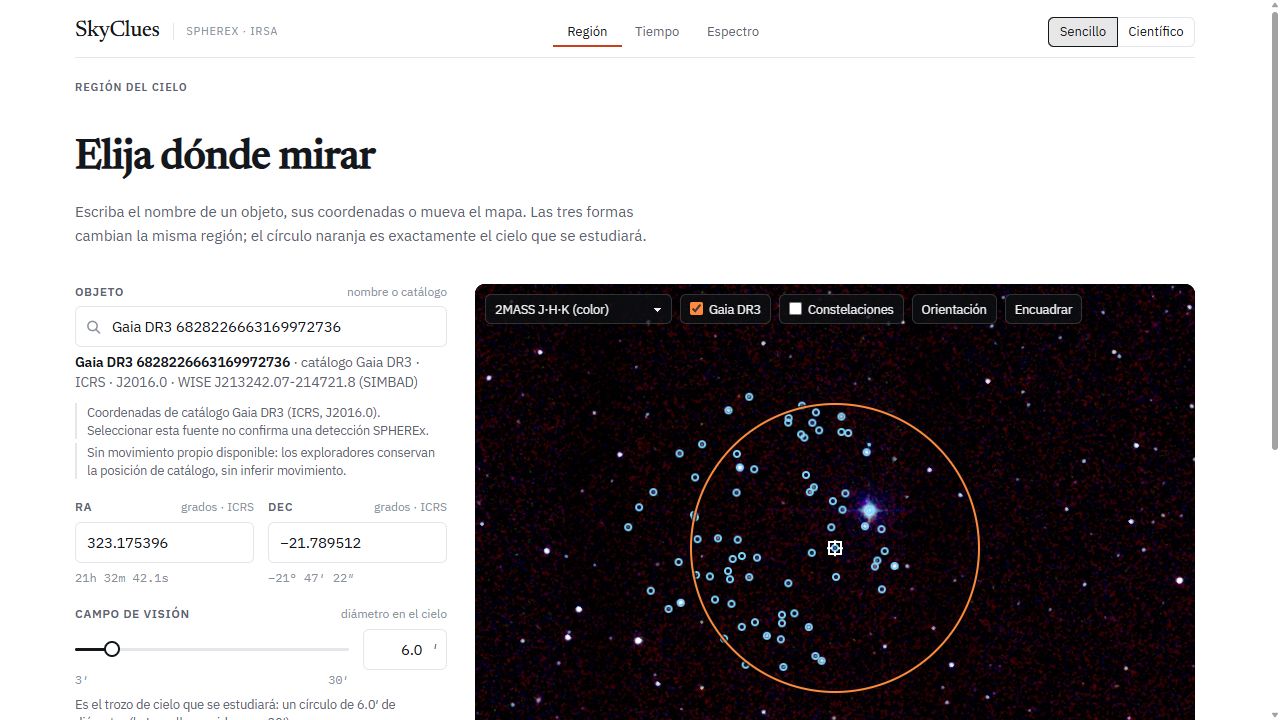 SkyClues
SPHEREX · IRSA
Región
Tiempo
Espectro
Sencillo
Científico
REGIÓN DEL CIELO
Elija dónde mirar
Escriba el nombre de un objeto, sus coordenadas o mueva el mapa. Las tres formas
cambian la misma región; el círculo naranja es exactamente el cielo que se estudiará.
OBJETO
nombre o catálogo
Gaia DR3 6828226663169972736
Gaia DR3 6828226663169972736 · catálogo Gaia DR3 ·
ICRS · J2016.0 · WISE J213242.07-214721.8 (SIMBAD)
Coordenadas de catálogo Gaia DR3 (ICRS, J2016.0).
Seleccionar esta fuente no confirma una detección SPHEREx.
Sin movimiento propio disponible: los exploradores conservan
la posición de catálogo, sin inferir movimiento.
RA
grados · ICRS
DEC
grados · ICRS
323.175396
−21.789512
21h 32m 42.1s
−21° 47′ 22″
CAMPO DE VISIÓN
diámetro en el cielo
6.0 ′
3′
30′
Es el trozo de cielo que se estudiará: un círculo de 6.0′ de
2MASS J·H·K (color)
Gaia DR3
Constelaciones
Orientación
Encuadrar